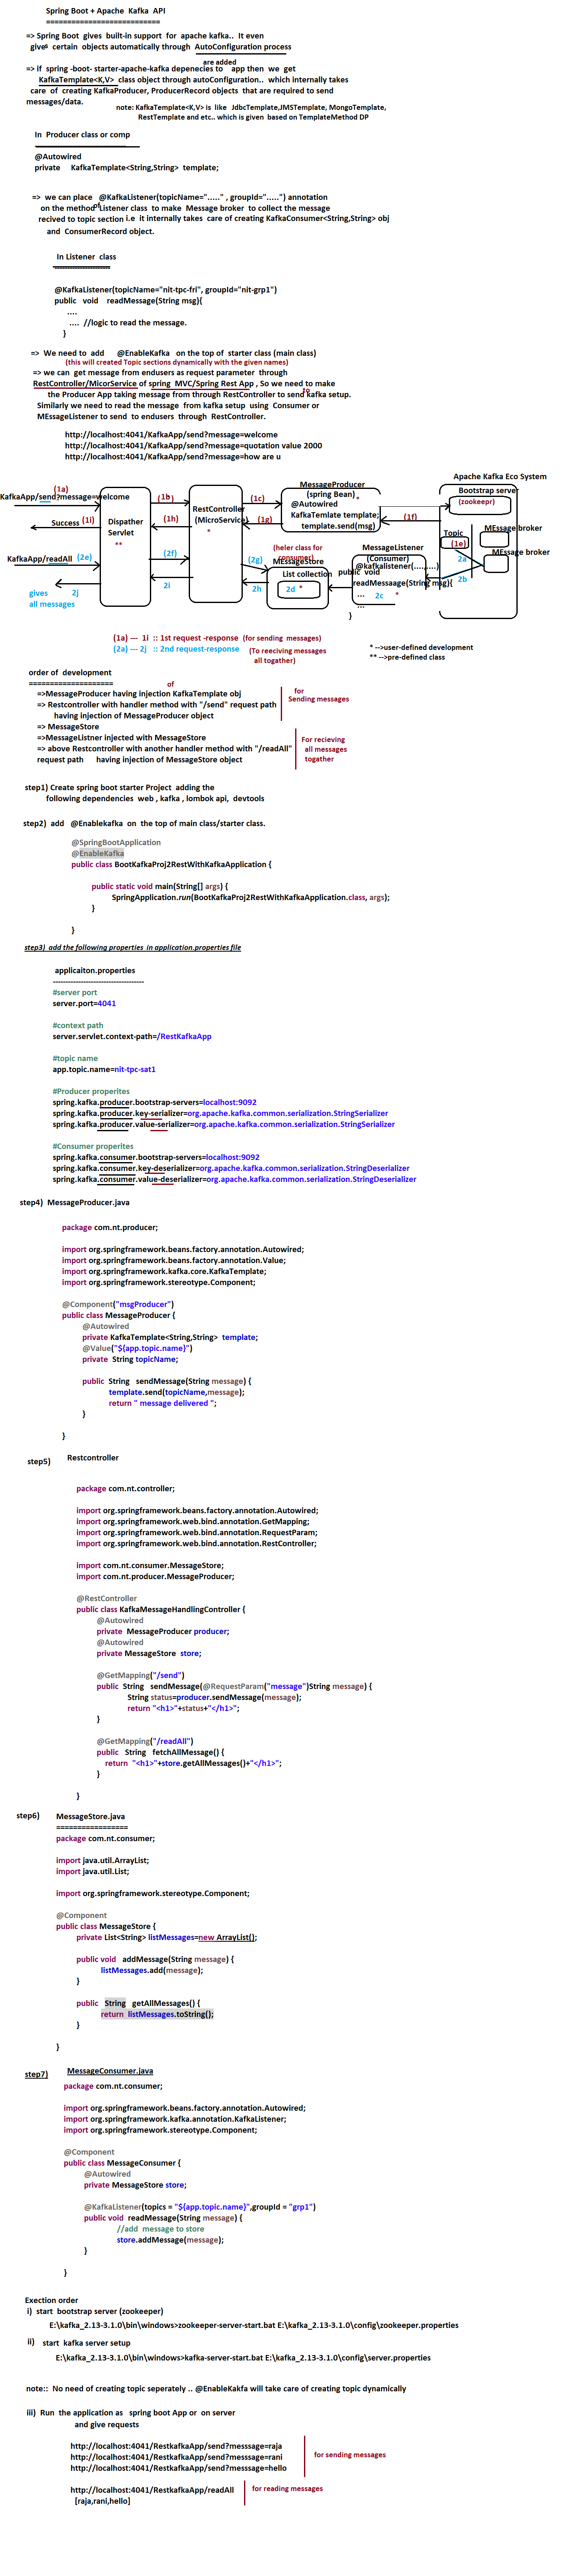 Spring Boot + Apache Kafka API
===========================
=> Spring Boot gives built-in support for apache kafka.. It even
gives certain objects automatically through AutoConfiguration process
are added
=> if spring -boot- starter-apache-kafka depenecies to app then we get
KafkaTemplate<K,V> class object through autoConfiguration.. which internally takes
care of creating KafkaProducer, ProducerRecord objects that are required to send
messages/data.
note: KafkaTemplate<K,V> is like JdbcTemplate,JMSTemplate, MongoTemplate,
RestTemplate and etc.. which is given based on TemplateMethod DP
In Producer class or comp
@Autowired
private KafkaTemplate<String,String> template;
=> we can place @KafkaListener(topicName="....." , groupId=".....") annotation
on the method of Listener class to make Message broker to collect the message
recived to topic section i.e it internally takes care of creating KafkaConsumer<String,String> obj
and ConsumerRecord object.
In Listener class
----------------------
@KafkaListener(topicName="nit-tpc-fri", groupId="nit-grp1")
public void readMessage(String msg){
....
.... //logic to read the message.
}
=> We need to add @EnableKafka on the top of starter class (main class)
(this will created Topic sections dynamically with the given names)
=> we can get message from endusers as request parameter through
RestController/MicorService of spring MVC/Spring Rest App , So we need to make
the Producer App taking message from through RestController to send to kafka setup.
Similarly we need to read the message from kafka setup using Consumer or
MEssageListener to send to endusers through RestController.
http://localhost:4041/KafkaApp/send?message=welcome
http://localhost:4041/KafkaApp/send?message=quotation value 2000
http://localhost:4041/KafkaApp/send?message=how are u
Apache Kafka Eco System
MessageProducer
(spring Bean) *
@Autowired
KafkaTemlate template;
template.send(msg)
Bootstrap server
(zookeepr)
(1a)
KafkaApp/send?message=welcome
(1b)
RestController
(MicroService)
*
(1c)
(1f)
Success (1i)
Dispather
Servlet
**
(1h)
(1g)
Topic
(1e)
MEssage broker
MEssage broker
KafkaApp/readAll (2e)
(2f)
(2g)
(heler class for
consumer)
MEssageStore
List collection
2d *
MessageListener
(Consumer)
@kafkalistener(.........)
public void
readMessaage(String msg){
... 2c *
...
}
2a
2b
gives 2j
all messages
2i
2h
(1a) --- 1i :: 1st request -response (for sending messages)
(2a) --- 2j :: 2nd request-response (To reeciving messages
all togather)
* -->user-defined development
** -->pre-defined class
order of development
====================
of
=>MessageProducer having injection KafkaTemplate obj
=> Restcontroller with handler method with "/send" request path
having injection of MessageProducer object
for
Sending messages
=> MessageStore
=>MessageListner injected with MessageStore
=> above Restcontroller with another handler method with "/readAll"
request path having injection of MessageStore object
For recieving
all messages
togather
step1) Create spring boot starter Project adding the
following dependencies web , kafka , lombok api, devtools
step2) add @Enablekafka on the top of main class/starter class.
@SpringBootApplication
@EnableKafka
public class BootKafkaProj2RestWithKafkaApplication {
public static void main(String[] args) {
SpringApplication.run(BootKafkaProj2RestWithKafkaApplication.class, args);
}
}
step3) add the following properties in application.properties file
applicaiton.properties
-----------------------------------
#server port
server.port=4041
#context path
server.servlet.context-path=/RestKafkaApp
#topic name
app.topic.name=nit-tpc-sat1
#Producer properites
spring.kafka.producer.bootstrap-servers=localhost:9092
spring.kafka.producer.key-serializer=org.apache.kafka.common.serialization.StringSerializer
spring.kafka.producer.value-serializer=org.apache.kafka.common.serialization.StringSerializer
#Consumer properites
spring.kafka.consumer.bootstrap-servers=localhost:9092
spring.kafka.consumer.key-deserializer=org.apache.kafka.common.serialization.StringDeserializer
spring.kafka.consumer.value-deserializer=org.apache.kafka.common.serialization.StringDeserializer
step4) MessageProducer.java
package com.nt.producer;
import org.springframework.beans.factory.annotation.Autowired;
import org.springframework.beans.factory.annotation.Value;
import org.springframework.kafka.core.KafkaTemplate;
import org.springframework.stereotype.Component;
@Component("msgProducer")
public class MessageProducer {
@Autowired
private KafkaTemplate<String,String> template;
@Value("${app.topic.name}")
private String topicName;
public String sendMessage(String message) {
template.send(topicName,message);
return " message delivered ";
}
}
step5) Restcontroller
package com.nt.controller;
import org.springframework.beans.factory.annotation.Autowired;
import org.springframework.web.bind.annotation.GetMapping;
import org.springframework.web.bind.annotation.RequestParam;
import org.springframework.web.bind.annotation.RestController;
import com.nt.consumer.MessageStore;
import com.nt.producer.MessageProducer;
@RestController
public class KafkaMessageHandlingController {
@Autowired
private MessageProducer producer;
@Autowired
private MessageStore store;
@GetMapping("/send")
public String sendMessage(@RequestParam("message")String message) {
String status=producer.sendMessage(message);
return "<h1>"+status+"</h1>";
}
@GetMapping("/readAll")
public String fetchAllMessage() {
return "<h1>"+store.getAllMessages()+"</h1>";
}
}
step6) MessageStore.java
=================
package com.nt.consumer;
import java.util.ArrayList;
import java.util.List;
import org.springframework.stereotype.Component;
@Component
public class MessageStore {
private List<String> listMessages=new ArrayList();
public void addMessage(String message) {
listMessages.add(message);
}
public String getAllMessages() {
return listMessages.toString();
}
}
step7) MessageConsumer.java
package com.nt.consumer;
import org.springframework.beans.factory.annotation.Autowired;
import org.springframework.kafka.annotation.KafkaListener;
import org.springframework.stereotype.Component;
@Component
public class MessageConsumer {
@Autowired
private MessageStore store;
@KafkaListener(topics = "${app.topic.name}",groupId = "grp1")
public void readMessage(String message) {
//add message to store
store.addMessage(message);
}
}
Exection order
i) start bootstrap server (zookeeper)
E:\kafka_2.13-3.1.0\bin\windows>zookeeper-server-start.bat E:\kafka_2.13-3.1.0\config\zookeeper.properties
ii) start kafka server setup
E:\kafka_2.13-3.1.0\bin\windows>kafka-server-start.bat E:\kafka_2.13-3.1.0\config\server.properties
note:: No need of creating topic seperately .. @EnableKakfa will take care of creating topic dynamically
iii) Run the application as spring boot App or on server
and give requests
http://localhost:4041/RestkafkaApp/send?messsage=raja
http://localhost:4041/RestkafkaApp/send?messsage=rani
http://localhost:4041/RestkafkaApp/send?messsage=hello
for sending messages
http://localhost:4041/RestkafkaApp/readAll
[raja,rani,hello]
for reading messages